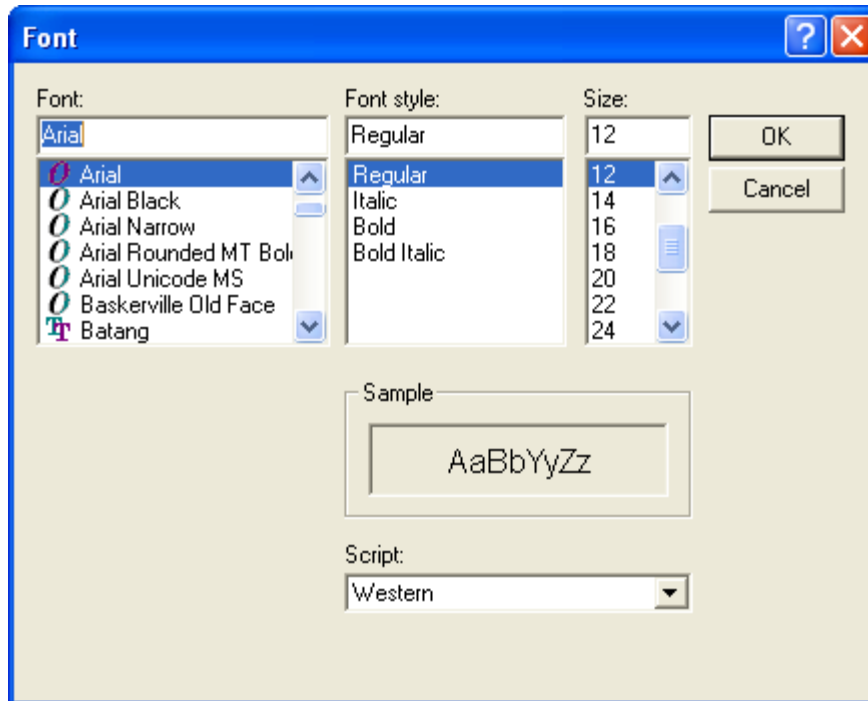 Font
Font:
Font style:
Size:
Arial
Regular
12
OK
Arial
Arial Black
Arial Narrow
Arial Rounded MT Bol
Arial Unicode MS
Baskerville Old Face
Batang
Regular
Italic
Bold
Bold Italic
12
14
16
18
20
22
24
Cancel
Sample
AaBbYyZz
Script:
Western